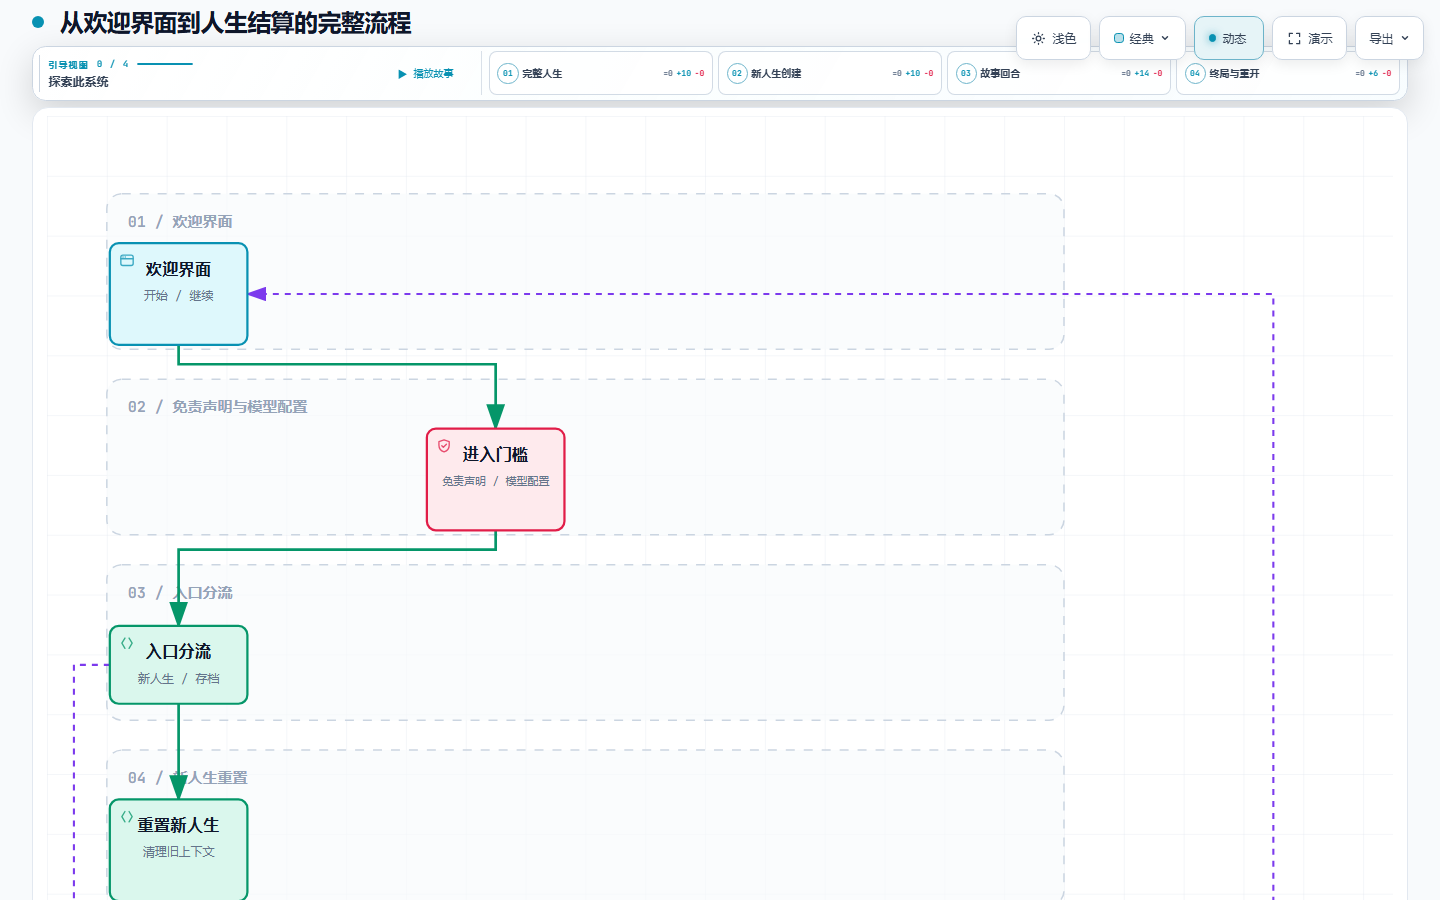 从欢迎界面到人生结算的完整流程
浅色
经典
动态
演示
导出
引导视图 0 / 4
探索此系统
播放故事
01 完整人生 =0 +10 -0
02 新人生创建 =0 +10 -0
03 故事回合 =0 +14 -0
04 终局与重开 =0 +6 -0
01 / 欢迎界面
欢迎界面
开始 / 继续
02 / 免责声明与模型配置
进入门槛
免责声明 / 模型配置
03 / 入口分流
入口分流
新人生 / 存档
04 / 新人生重置
重置新人生
清理旧上下文